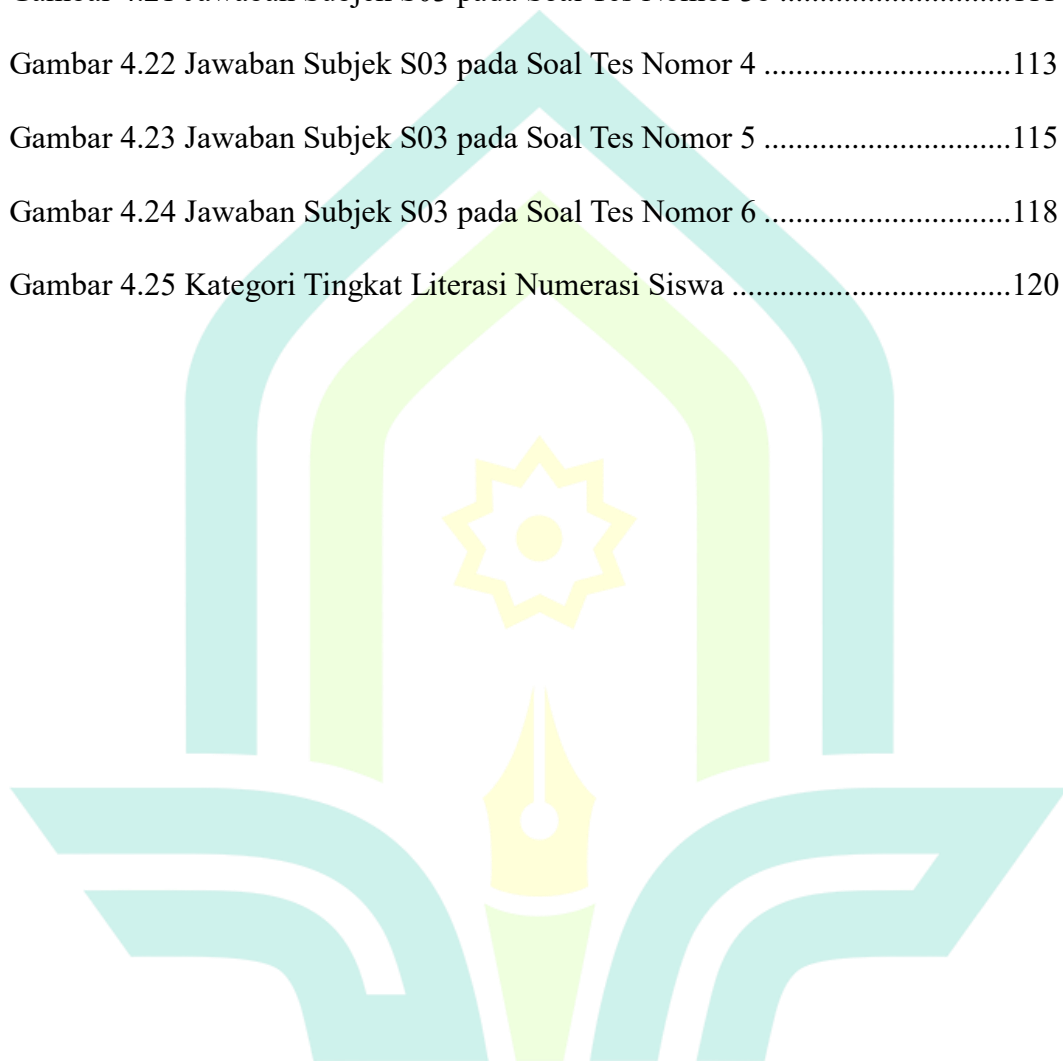 Gambar 4.22 Jawaban Subjek S03 pada Soal Tes Nomor 4 ...............................113
Gambar 4.23 Jawaban Subjek S03 pada Soal Tes Nomor 5 ...............................115
Gambar 4.24 Jawaban Subjek S03 pada Soal Tes Nomor 6 ...............................118
Gambar 4.25 Kategori Tingkat Literasi Numerasi Siswa ...................................120